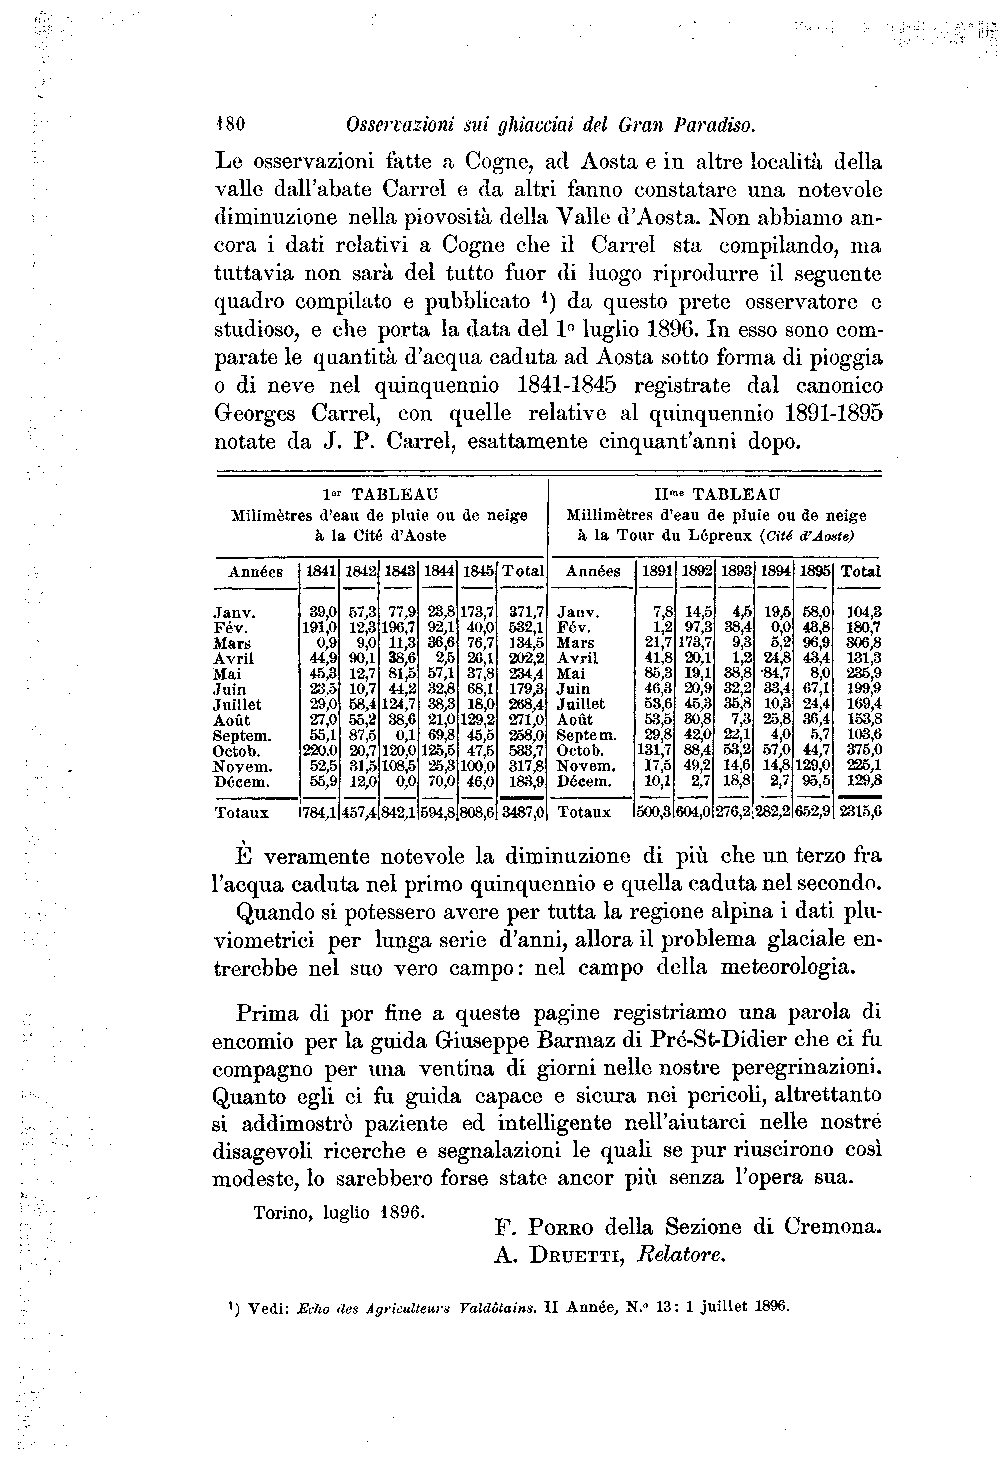 180 Osservazioni sui ghiacciai del Gran Paradiso.
Le osservazioni fatte a Cogne, ad Aosta e in altre località della
valle dall'abate Carrel e da altri fanno constatare una notevole
diminuzione nella piovosità della Valle d'Aosta. Non abbiamo an-
cora i dati relativi a Cogne che il Carrel sta compilando, ma
tuttavia non sarà del tutto fuor di luogo riprodurre il seguente
quadro compilato e pubblicato ¹) da questo prete osservatore e
studioso, e che porta la data del 1º luglio 1896. In esso sono com-
parate le quantità d'acqua caduta ad Aosta sotto forma di pioggia
o di neve nel quinquennio 1841-1845 registrate dal canonico
Georges Carrel, con quelle relative al quinquennio 1891-1895
notate da J. P. Carrel, esattamente cinquant'anni dopo.
1er TABLEAU IIme TABLEAU
Milimètres d'eau de pluie ou de neige Millimètres d'eau de pluie ou de neige
à la Cité d'Aoste à la Tour du Lépreux (Cité d'Aoste)
Années 1841 1842 1843 1844 1845 Total Années 1891 1892 1893 1894 1895 Total
Janv. 39,0 57,3 77,9 23,8 173,7 371,7 Janv. 7,8 14,5 4,5 19,5 58,0 104,3
Fév. 191,0 12,3 196,7 92,1 40,0 532,1 Fév. 1,2 97,3 38,4 0,0 43,8 180,7
Mars 0,9 9,0 11,3 36,6 76,7 134,5 Mars 21,7 173,7 9,3 5,2 96,9 306,8
Avril 44,9 90,1 38,6 2,5 26,1 202,2 Avril 41,8 20,1 1,2 24,8 43,4 131,3
Mai 45,3 12,7 81,5 57,1 37,8 234,4 Mai 85,3 19,1 38,8 84,7 8,0 235,9
Juin 23,5 10,7 44,2 32,8 68,1 179,3 Juin 46,3 20,9 32,2 33,4 67,1 199,9
Juillet 29,0 58,4 124,7 38,3 18,0 268,4 Juillet 53,6 45,3 35,8 10,3 24,4 169,4
Août 27,0 55,2 38,6 21,0 129,2 271,0 Août 53,5 30,8 7,3 25,8 36,4 153,8
Septem. 55,1 87,5 0,1 69,8 45,5 258,0 Septem. 29,8 42,0 22,1 4,0 5,7 103,6
Octob. 220,0 20,7 120,0 125,5 47,5 533,7 Octob. 131,7 88,4 53,2 57,0 44,7 375,0
Novem. 52,5 31,5 108,5 25,3 100,0 317,8 Novem. 17,5 49,2 14,6 14,8 129,0 225,1
Décem. 55,9 12,0 0,0 70,0 46,0 183,9 Décem. 10,1 2,7 18,8 2,7 95,5 129,8
Totaux 784,1 457,4 842,1 594,8 808,6 3487,0 Totaux 500,3 604,0 276,2 282,2 652,9 2315,6
È veramente notevole la diminuzione di più che un terzo fra
l'acqua caduta nel primo quinquennio e quella caduta nel secondo.
Quando si potessero avere per tutta la regione alpina i dati plu-
viometrici per lunga serie d'anni, allora il problema glaciale en-
trerebbe nel suo vero campo: nel campo della meteorologia.
Prima di por fine a queste pagine registriamo una parola di
encomio per la guida Giuseppe Barmaz di Pré-St-Didier che ci fu
compagno per una ventina di giorni nelle nostre peregrinazioni.
Quanto egli ci fu guida capace e sicura nei pericoli, altrettanto
si addimostrò paziente ed intelligente nell'aiutarci nelle nostre
disagevoli ricerche e segnalazioni le quali se pur riuscirono così
modeste, lo sarebbero forse state ancor più senza l'opera sua.
Torino, luglio 1896.
F. PORRO della Sezione di Cremona.
A. DRUETTI, Relatore.
¹) Vedi: Echo des Agriculteurs Valdôtains. II Année, N.º 13: 1 juillet 1896.